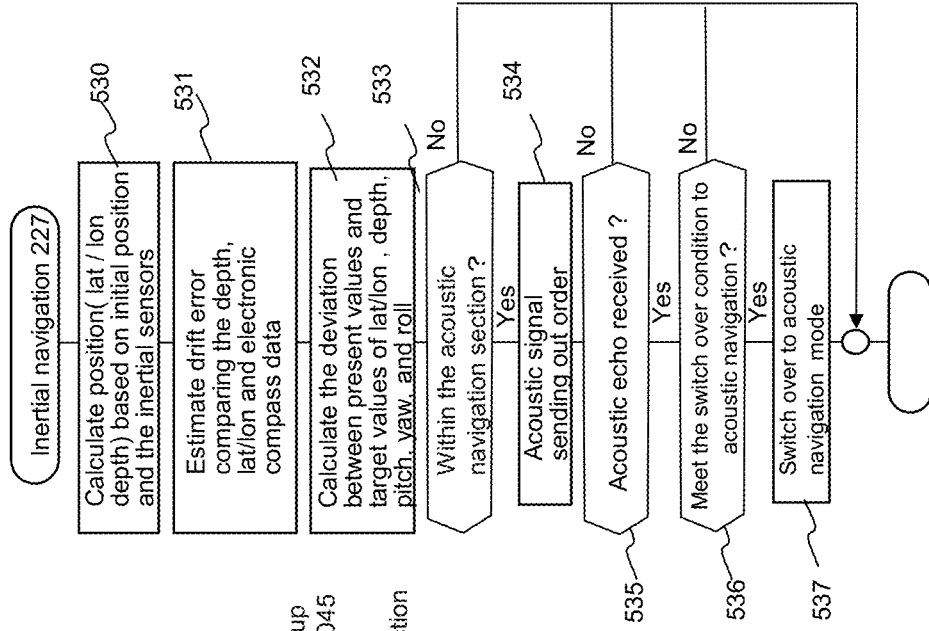 Inertial navigation 227
Calculate position( lat / lon
depth) based on initial position
and the inertial sensors
530
Estimate drift error
comparing the depth,
lat/lon and electronic
compass data
531
Calculate the deviation
between present values and
target values of lat/lon , depth,
pitch, yaw, and roll
532
533
Within the acoustic
navigation section ?
No
Yes
Acoustic signal
sending out order
534
Acoustic echo received ?
No
Yes
535
Meet the switch over condition to
acoustic navigation ?
No
Yes
536
Switch over to acoustic
navigation mode
537
up
045
ction